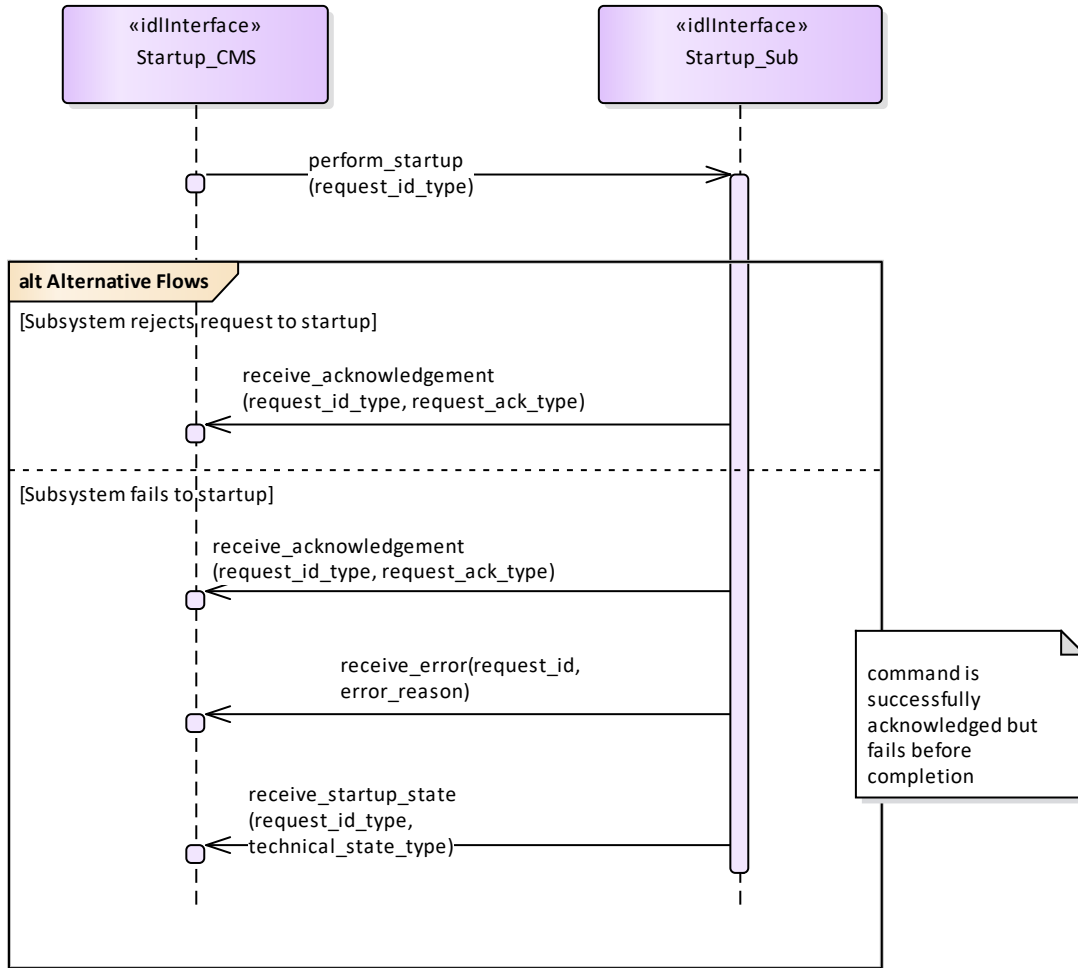 «idlInterface»
Startup_CMS
«idlInterface»
Startup_Sub
perform_startup
(request_id_type)
alt Alternative Flows
[Subsystem rejects request to startup]
receive_acknowledgement
(request_id_type, request_ack_type)
[Subsystem fails to startup]
receive_acknowledgement
(request_id_type, request_ack_type)
receive_error(request_id,
error_reason)
command is
successfully
acknowledged but
fails before
completion
receive_startup_state
(request_id_type,
technical_state_type)